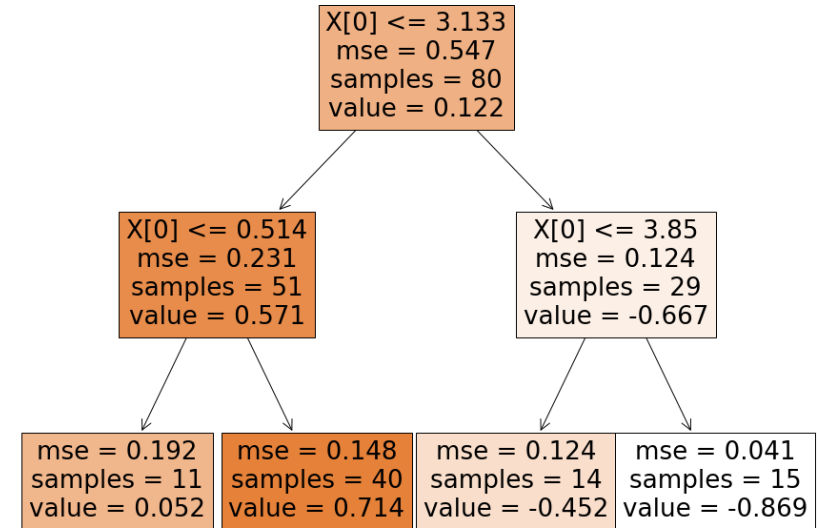 X[0] <= 3.133
mse = 0.547
samples = 80
value = 0.122
X[0] <= 0.514
mse = 0.231
samples = 51
value = 0.571
X[0] <= 3.85
mse = 0.124
samples = 29
value = -0.667
mse = 0.192
samples = 11
value = 0.052
mse = 0.148
samples = 40
value = 0.714
mse = 0.124
samples = 14
value = -0.452
mse = 0.041
samples = 15
value = -0.869